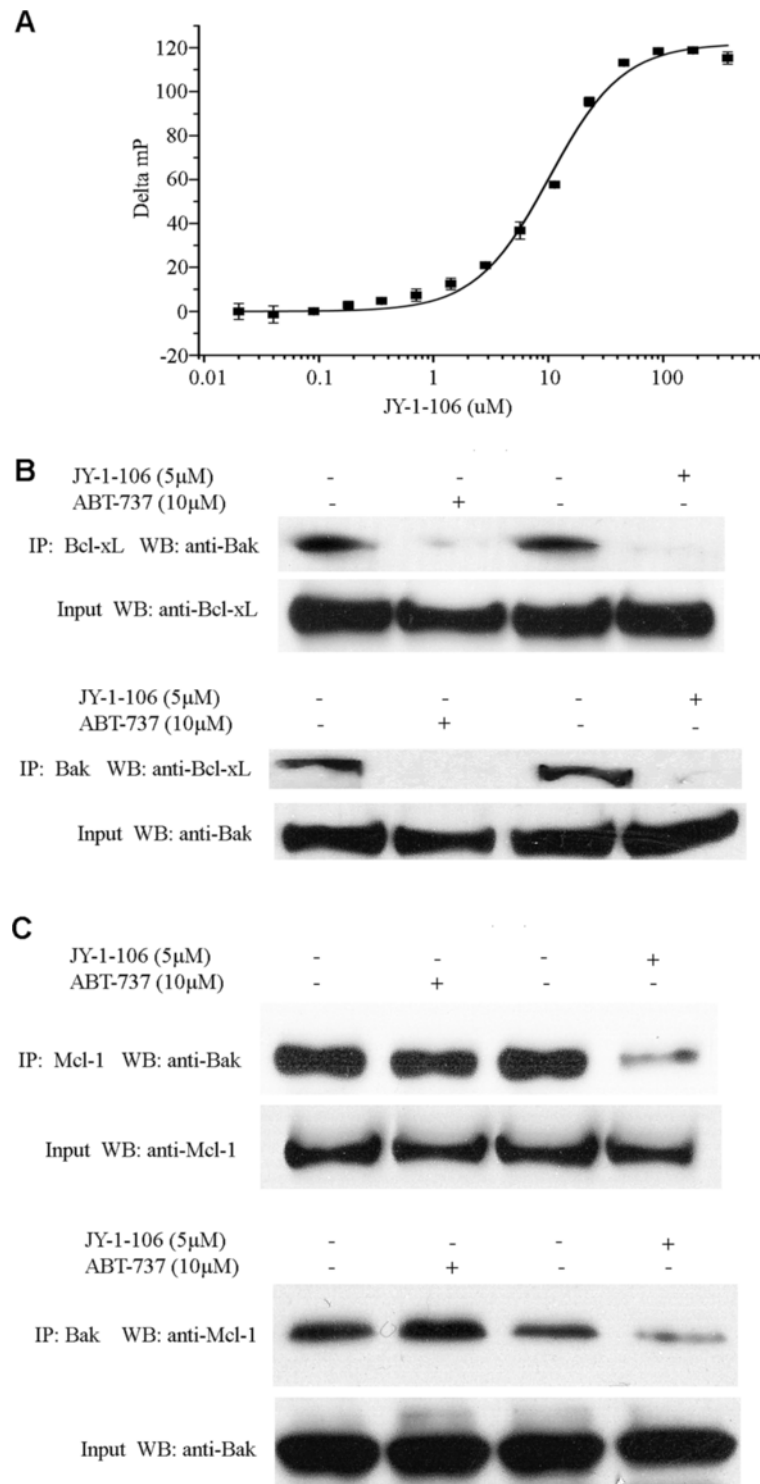 A
120
100
80
60
40
20
0
-20
Delta mP
0.01 0.1 1 10 100
JY-1-106 (uM)
B
JY-1-106 (5µM) - - - +
ABT-737 (10µM) - + - -
IP: Bcl-xL WB: anti-Bak
Input WB: anti-Bcl-xL
JY-1-106 (5µM) - - - +
ABT-737 (10µM) - + - -
IP: Bak WB: anti-Bcl-xL
Input WB: anti-Bak
C
JY-1-106 (5µM) - - - +
ABT-737 (10µM) - + - -
IP: Mcl-1 WB: anti-Bak
Input WB: anti-Mcl-1
JY-1-106 (5µM) - - - +
ABT-737 (10µM) - + - -
IP: Bak WB: anti-Mcl-1
Input WB: anti-Bak